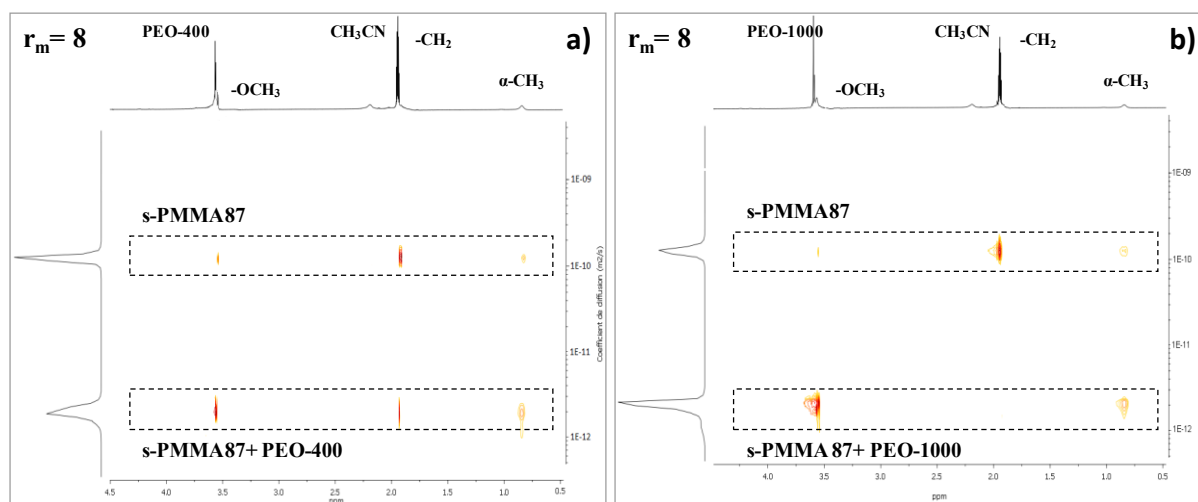 r_m= 8
PEO-400
CH3CN
-CH2
a)
-OCH3
α-CH3
s-PMMA87
1E-09
1E-10
1E-11
1E-12
Coefficient de diffusion (m2/s)
s-PMMA87+ PEO-400
4.5 4.0 3.5 3.0 2.5 2.0 1.5 1.0 0.5
ppm
r_m= 8
PEO-1000
CH3CN
-CH2
b)
-OCH3
α-CH3
s-PMMA87
1E-09
1E-10
1E-11
1E-12
s-PMMA 87+ PEO-1000
4.0 3.5 3.0 2.5 2.0 1.5 1.0 0.5
ppm